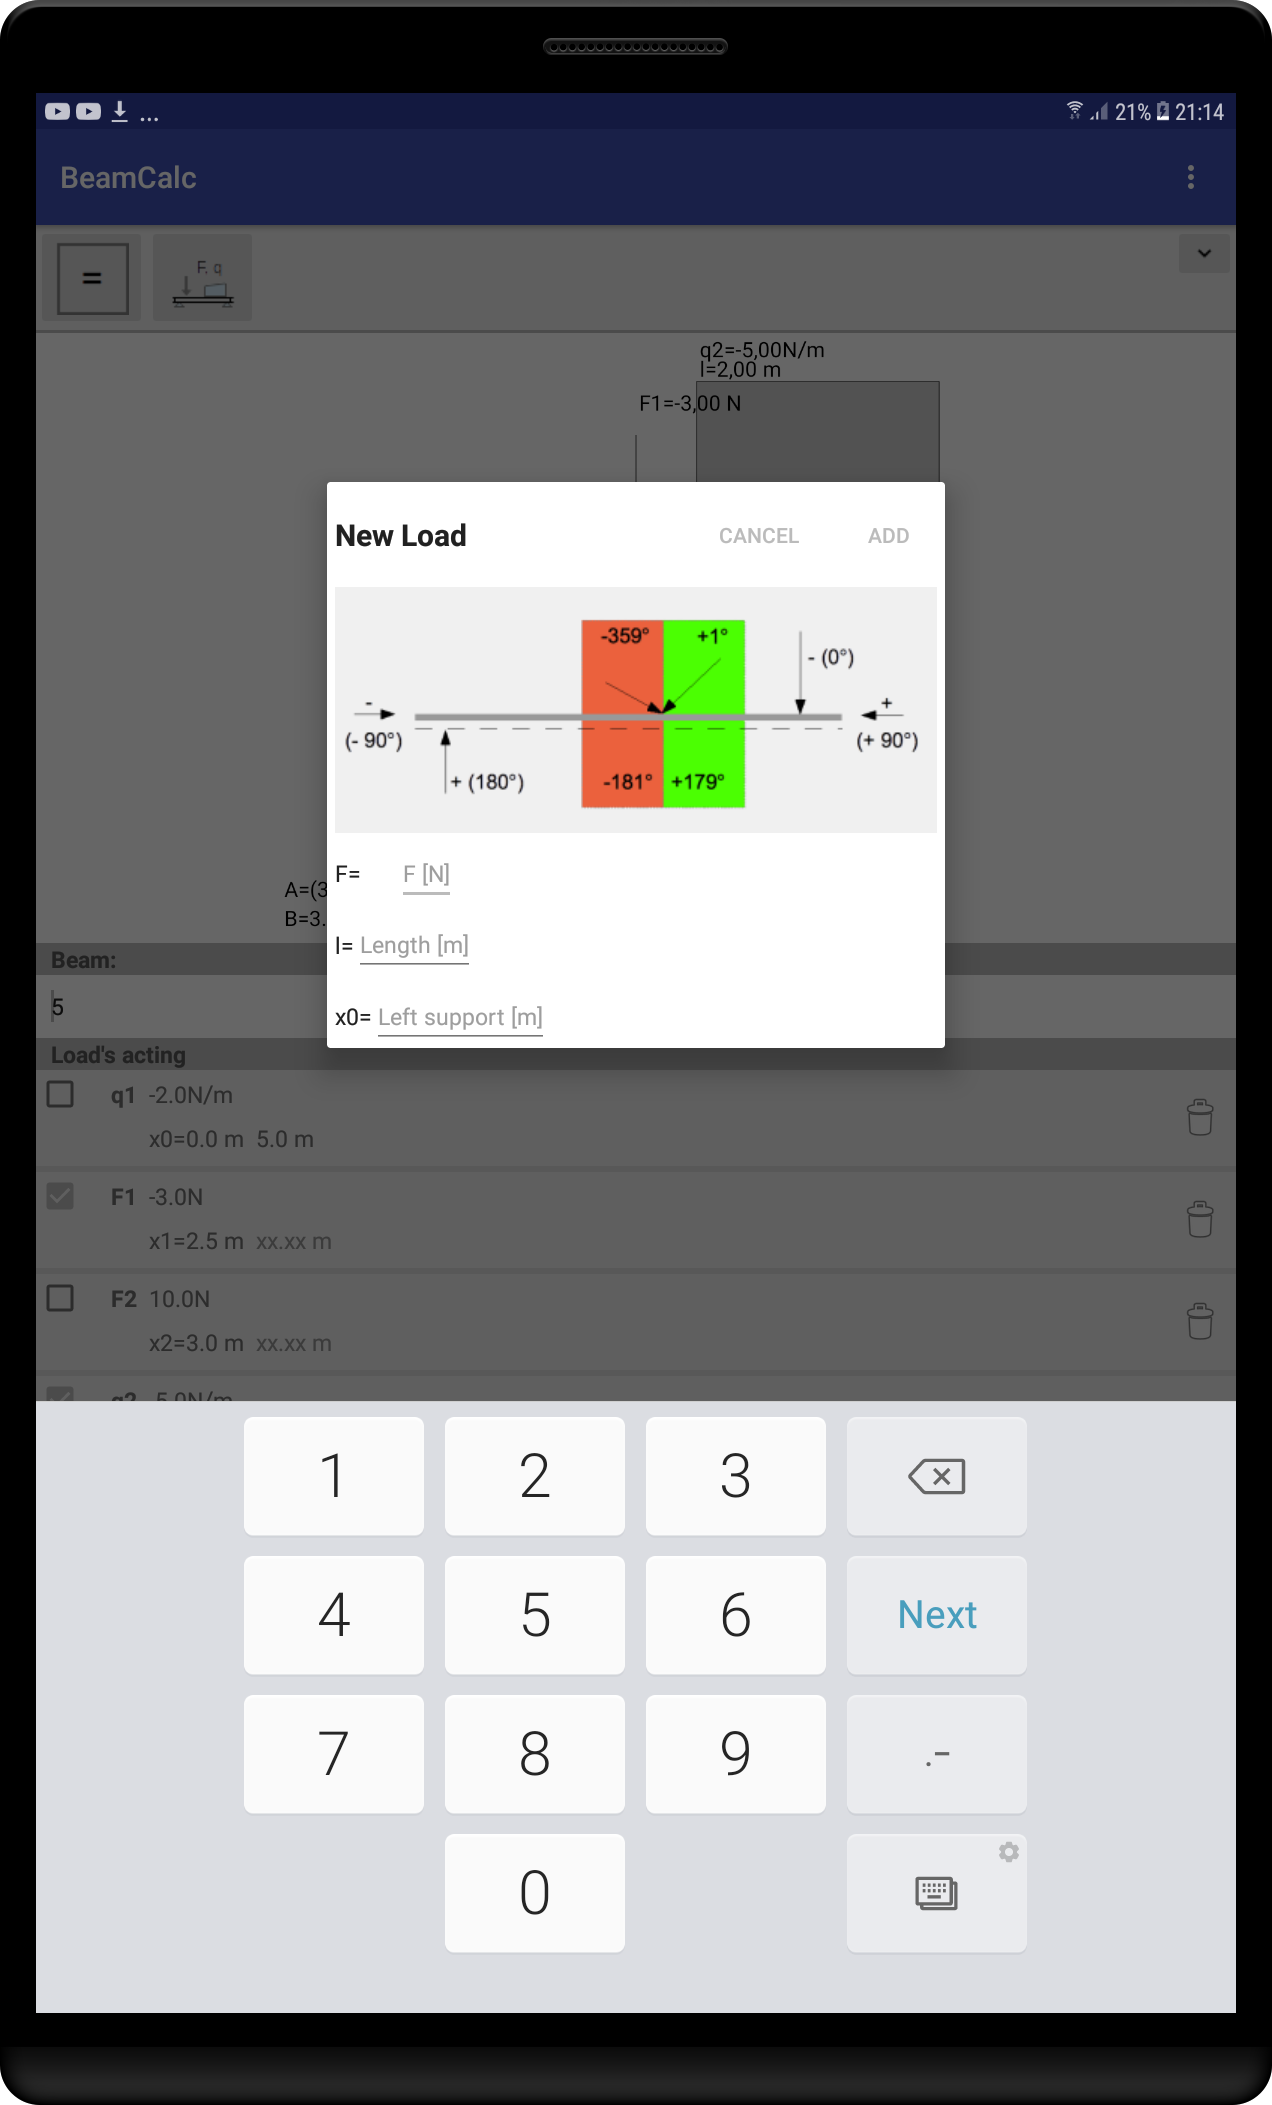 ... 21% 21:14
BeamCalc
=
F, q
q2=-5,00N/m
l=2,00 m
F1=-3,00 N
New Load CANCEL ADD
-359° +1°
- (0°)
- +
(- 90°) (+ 90°)
+ (180°) -181° +179°
F= F [N]
A=(3
B=3.
l= Length [m]
Beam:
5
x0= Left support [m]
Load's acting
q1 -2.0N/m
x0=0.0 m 5.0 m
F1 -3.0N
x1=2.5 m xx.xx m
F2 10.0N
x2=3.0 m xx.xx m
q2 -5.0N/m
1 2 3
4 5 6 Next
7 8 9 .-
0